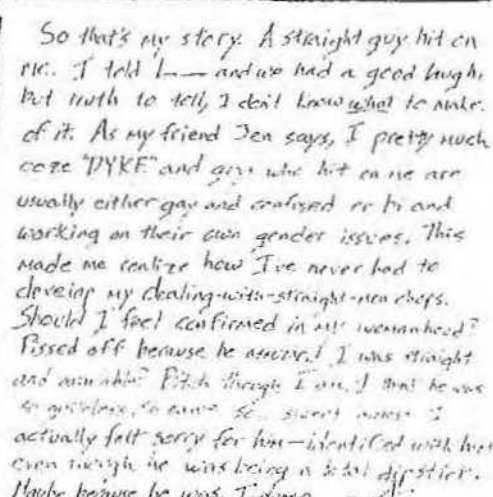 So that's my story. A straight guy hit on
me. I told L—— and we had a good laugh,
but truth to tell, I don't know what to make
of it. As my friend Jen says, I pretty much
ooze "DYKE" and guys who hit on me are
usually either gay and confused or bi and
working on their own gender issues. This
made me realize how I've never had to
develop my dealing-with-straight-men chops.
Should I feel confirmed in my womanhood?
Pissed off because he assumed I was straight
and available? Bitch though I am, I
so
actually felt sorry for him—identified with him
even though he was being a total dipstick.
Maybe because he was